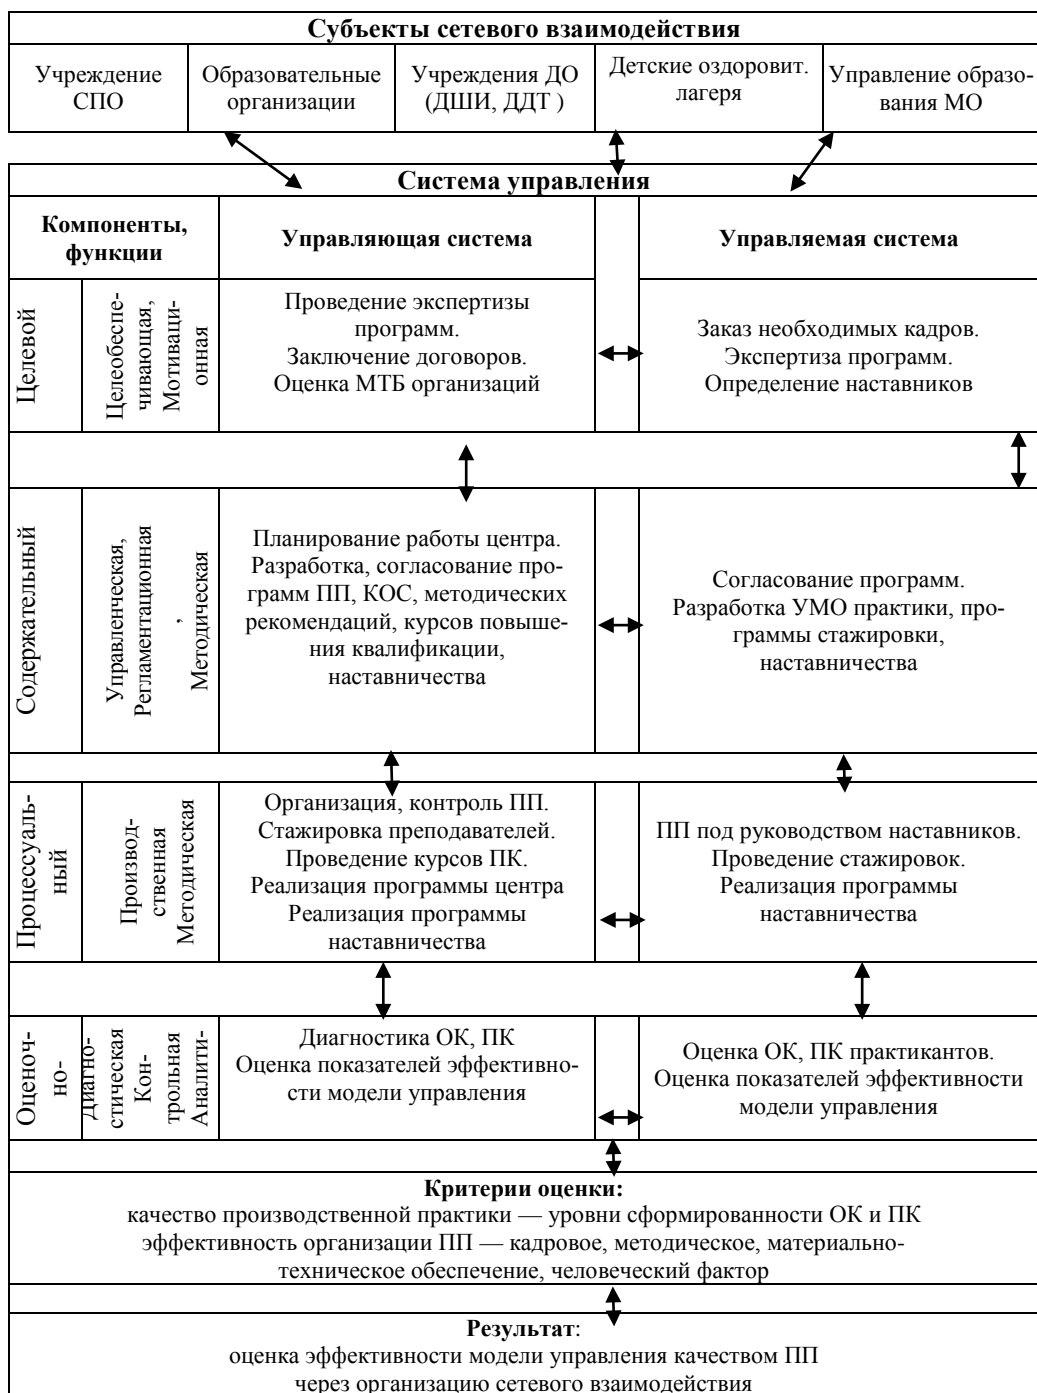 Субъекты сетевого взаимодействия
Учреждение
СПО
Образовательные
организации
Учреждения ДО
(ДШИ, ДДТ )
Детские оздоровит.
лагеря
Управление образо-
вания МО
Система управления
Компоненты,
функции
Управляющая система
Управляемая система
Целевой
Целеобеспе-
чивающая,
Мотиваци-
онная
Проведение экспертизы
программ.
Заключение договоров.
Оценка МТБ организаций
Заказ необходимых кадров.
Экспертиза программ.
Определение наставников
Содержательный
Управленческая,
Регламентационная
,
Методическая
Планирование работы центра.
Разработка, согласование про-
грамм ПП, КОС, методических
рекомендаций, курсов повыше-
ния квалификации,
наставничества
Согласование программ.
Разработка УМО практики, про-
граммы стажировки,
наставничества
Процессуаль-
ный
Производ-
ственная
Методическая
Организация, контроль ПП.
Стажировка преподавателей.
Проведение курсов ПК.
Реализация программы центра
Реализация программы
наставничества
ПП под руководством наставников.
Проведение стажировок.
Реализация программы
наставничества
Оценоч-
но-
Диагно-
стическая
Кон-
трольная
Аналити-
Диагностика ОК, ПК
Оценка показателей эффективно-
сти модели управления
Оценка ОК, ПК практикантов.
Оценка показателей эффективности
модели управления
Критерии оценки:
качество производственной практики — уровни сформированности ОК и ПК
эффективность организации ПП — кадровое, методическое, материально-
техническое обеспечение, человеческий фактор
Результат:
оценка эффективности модели управления качеством ПП
через организацию сетевого взаимодействия